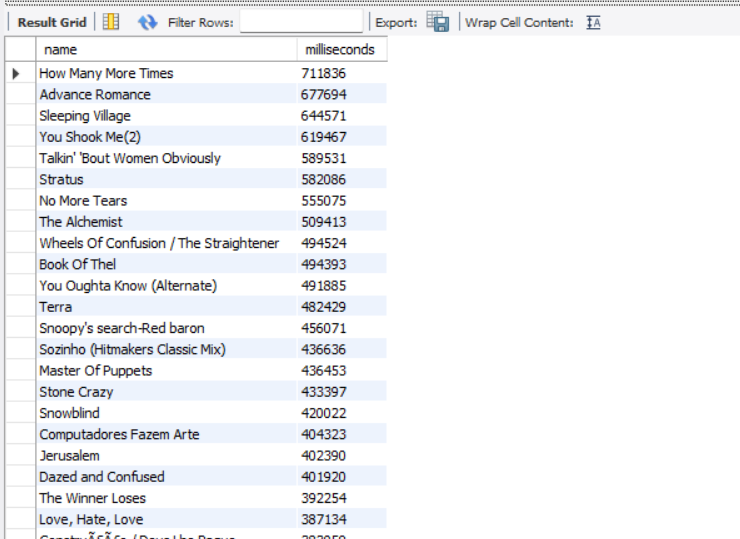 Result Grid Filter Rows: Export: Wrap Cell Content:
name milliseconds
How Many More Times 711836
Advance Romance 677694
Sleeping Village 644571
You Shook Me(2) 619467
Talkin' 'Bout Women Obviously 589531
Stratus 582086
No More Tears 555075
The Alchemist 509413
Wheels Of Confusion / The Straightener 494524
Book Of Thel 494393
You Oughta Know (Alternate) 491885
Terra 482429
Snoopy's search-Red baron 456071
Sozinho (Hitmakers Classic Mix) 436636
Master Of Puppets 436453
Stone Crazy 433397
Snowblind 420022
Computadores Fazem Arte 404323
Jerusalem 402390
Dazed and Confused 401920
The Winner Loses 392254
Love, Hate, Love 387134